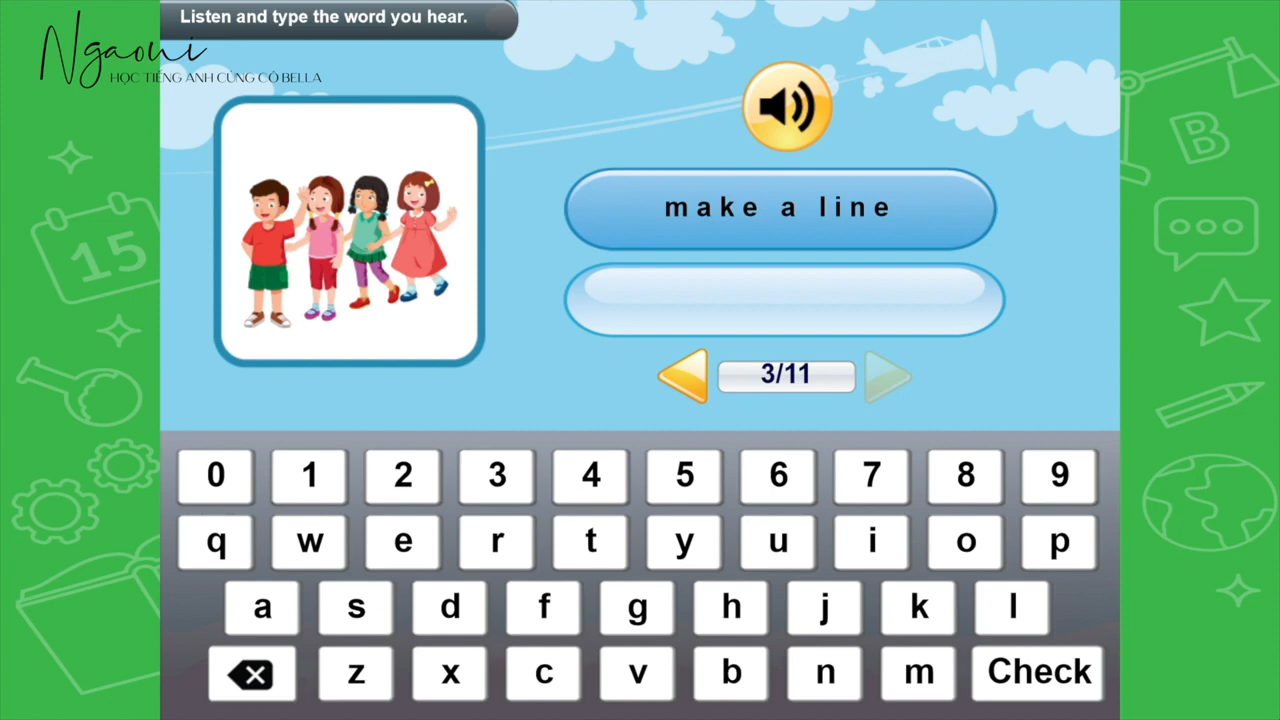 Listen and type the word you hear.
Ngaoni
HỌC TIẾNG ANH CÙNG CÔ BELLA
15
B
make a line
3/11
0 1 2 3 4 5 6 7 8 9
q w e r t y u i o p
a s d f g h j k l
z x c v b n m Check